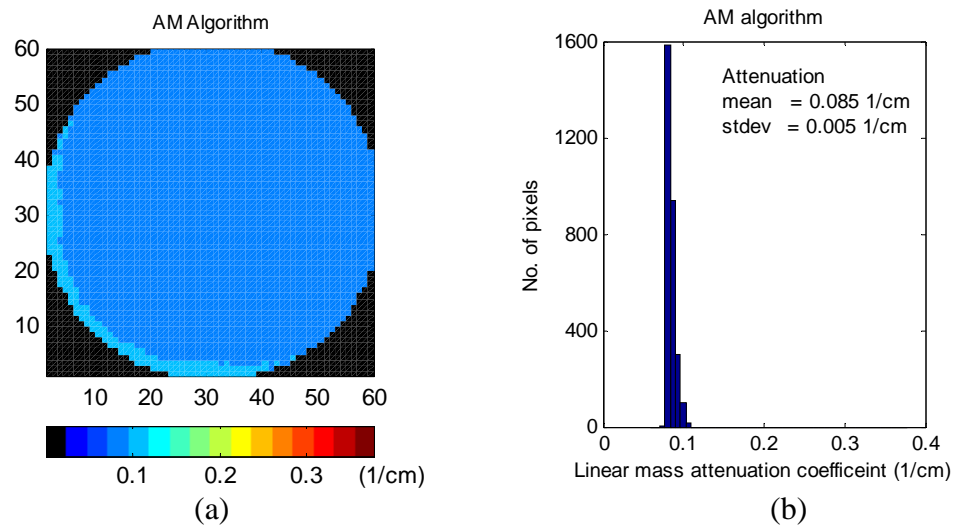 AM Algorithm
60
50
40
30
20
10
10 20 30 40 50 60
0.1 0.2 0.3 (1/cm)
(a)
AM algorithm
1600
1200
800
400
0
Attenuation
mean = 0.085 1/cm
stdev = 0.005 1/cm
No. of pixels
0 0.1 0.2 0.3 0.4
Linear mass attenuation coefficeint (1/cm)
(b)